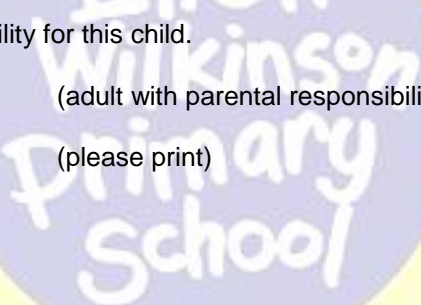 ility for this child.
Wilkinson
(adult with parental responsibili
Primary
(please print)
School